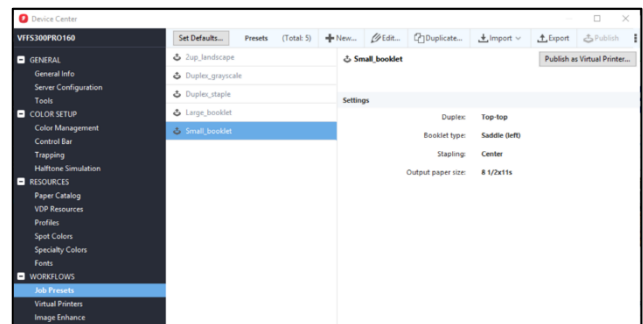 Device Center
VFFS300PRO160
Set Defaults... Presets (Total: 5) New... Edit... Duplicate... Import Export Publish
GENERAL
General Info
Server Configuration
Tools
COLOR SETUP
Color Management
Control Bar
Trapping
Halftone Simulation
RESOURCES
Paper Catalog
VDP Resources
Profiles
Spot Colors
Specialty Colors
Fonts
WORKFLOWS
Job Presets
Virtual Printers
Image Enhance
2up_landscape
Duplex_grayscale
Duplex_staple
Large_booklet
Small_booklet
Small_booklet Publish as Virtual Printer...
Settings
Duplex: Top-top
Booklet type: Saddle (left)
Stapling: Center
Output paper size: 8 1/2x11s